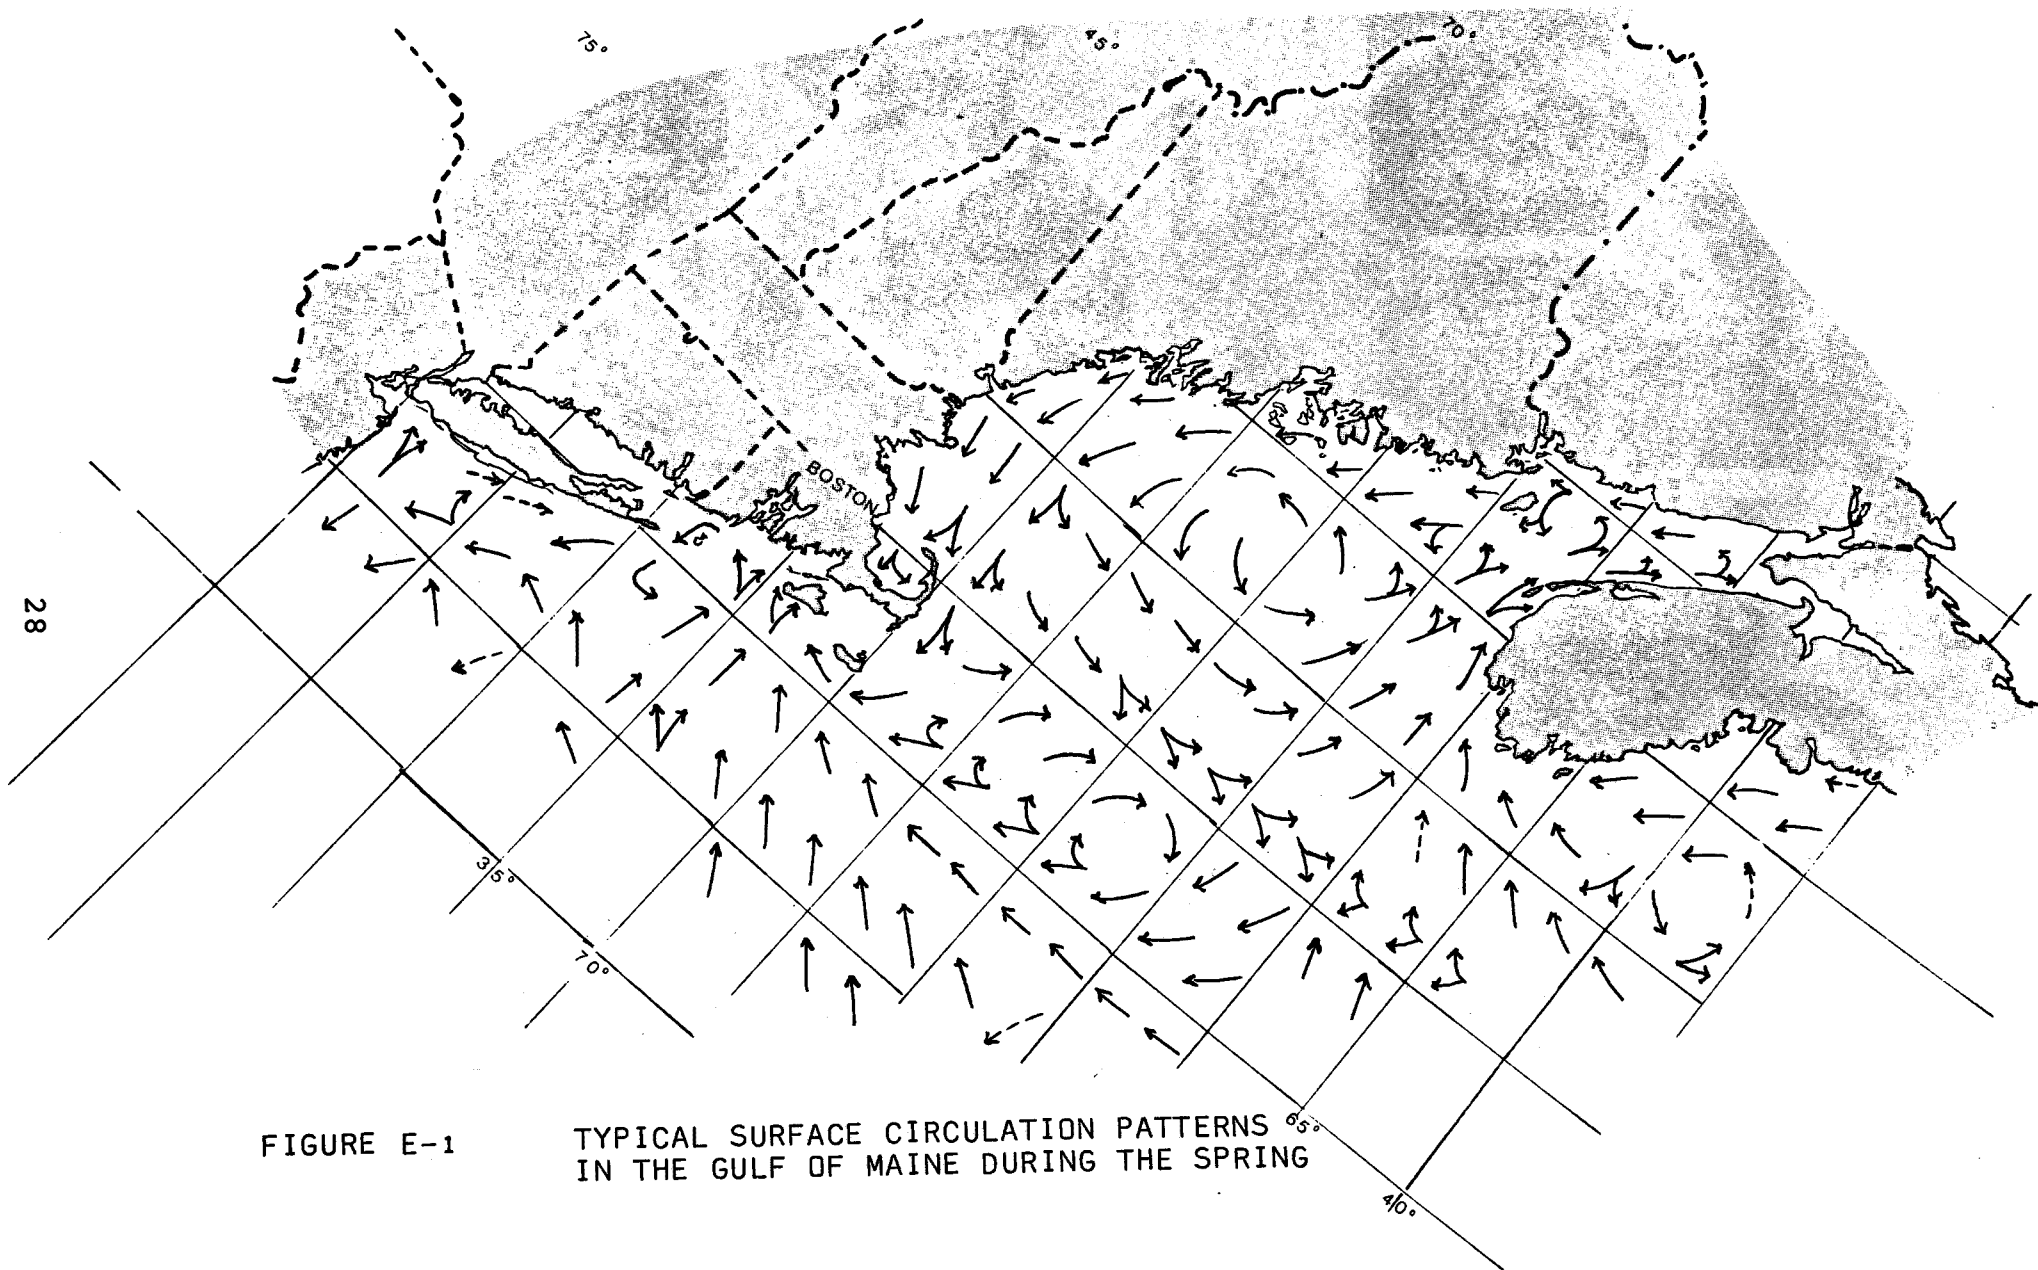 75°
45°
70°
BOSTON
28
35°
70°
65°
40°
FIGURE E-1
TYPICAL SURFACE CIRCULATION PATTERNS
IN THE GULF OF MAINE DURING THE SPRING